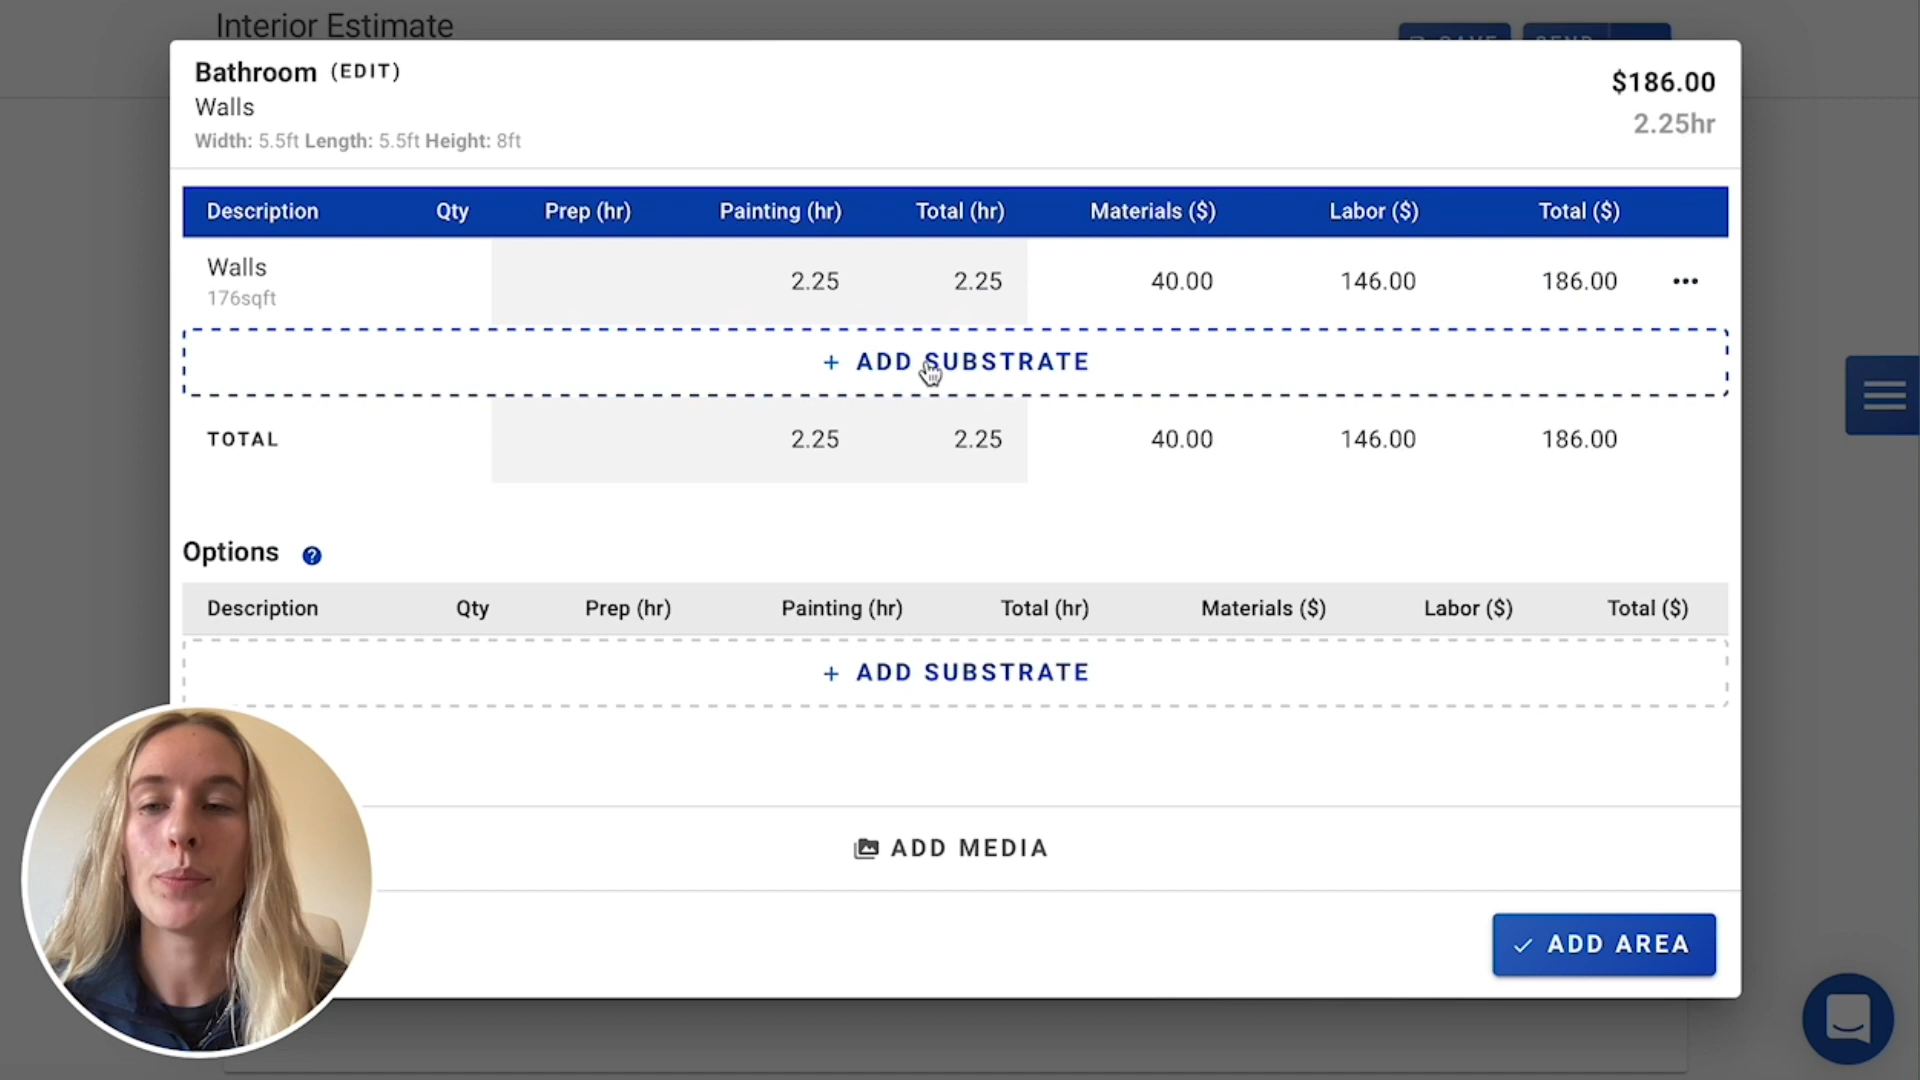 Interior Estimate
SAVE SEND
Bathroom (EDIT)
$186.00
Walls
2.25hr
Width: 5.5ft Length: 5.5ft Height: 8ft
Description Qty Prep (hr) Painting (hr) Total (hr) Materials ($) Labor ($) Total ($)
Walls 2.25 2.25 40.00 146.00 186.00
176sqft
+ ADD SUBSTRATE
TOTAL 2.25 2.25 40.00 146.00 186.00
Options ?
Description Qty Prep (hr) Painting (hr) Total (hr) Materials ($) Labor ($) Total ($)
+ ADD SUBSTRATE
ADD MEDIA
ADD AREA